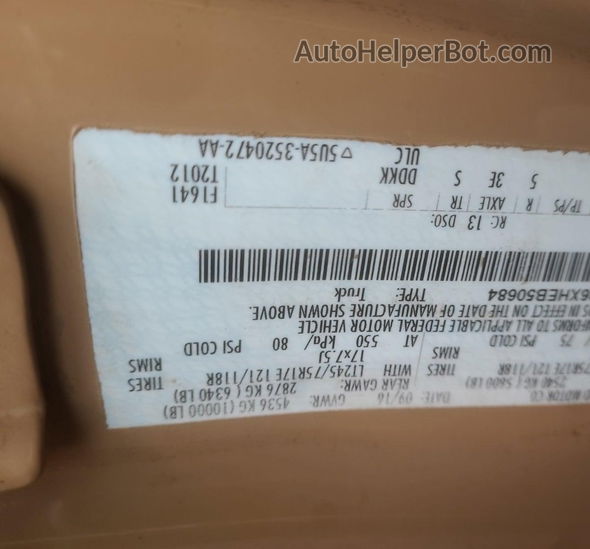 AutoHelperBot.com
MOTOR CO
DATE: 09/16 GVWR: 4536 KG (10000 LB)
2540 KG ( 5600 LB) REAR GAWR: 2876 KG ( 6340 LB)
75R17E 121/118R TIRES WITH LT245/75R17E 121/118R TIRES
RIMS 17x7.5J RIMS
75 PSI COLD AT 550 kPa/ 80 PSI COLD
TO ALL APPLICABLE FEDERAL MOTOR VEHICLE
IN EFFECT ON THE DATE OF MANUFACTURE SHOWN ABOVE.
6XHEB50684 TYPE: Truck
RC: 13 DSO:
TP/PS R AXLE TR SPR F1641
5 3E S DDKK T2012
ULC
▽5U5A-3520472-AA